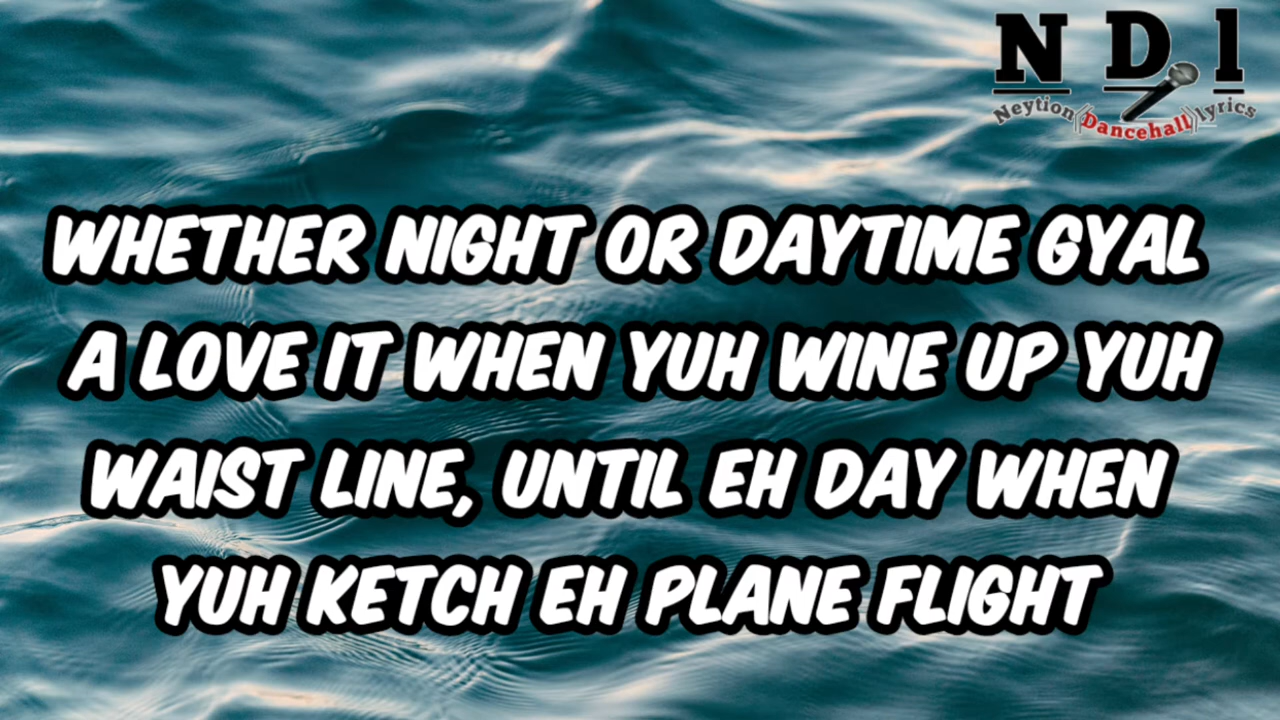 N D l
Neytion Dancehall lyrics
WHETHER NIGHT OR DAYTIME GYAL
A LOVE IT WHEN YUH WINE UP YUH
WAIST LINE, UNTIL EH DAY WHEN
YUH KETCH EH PLANE FLIGHT